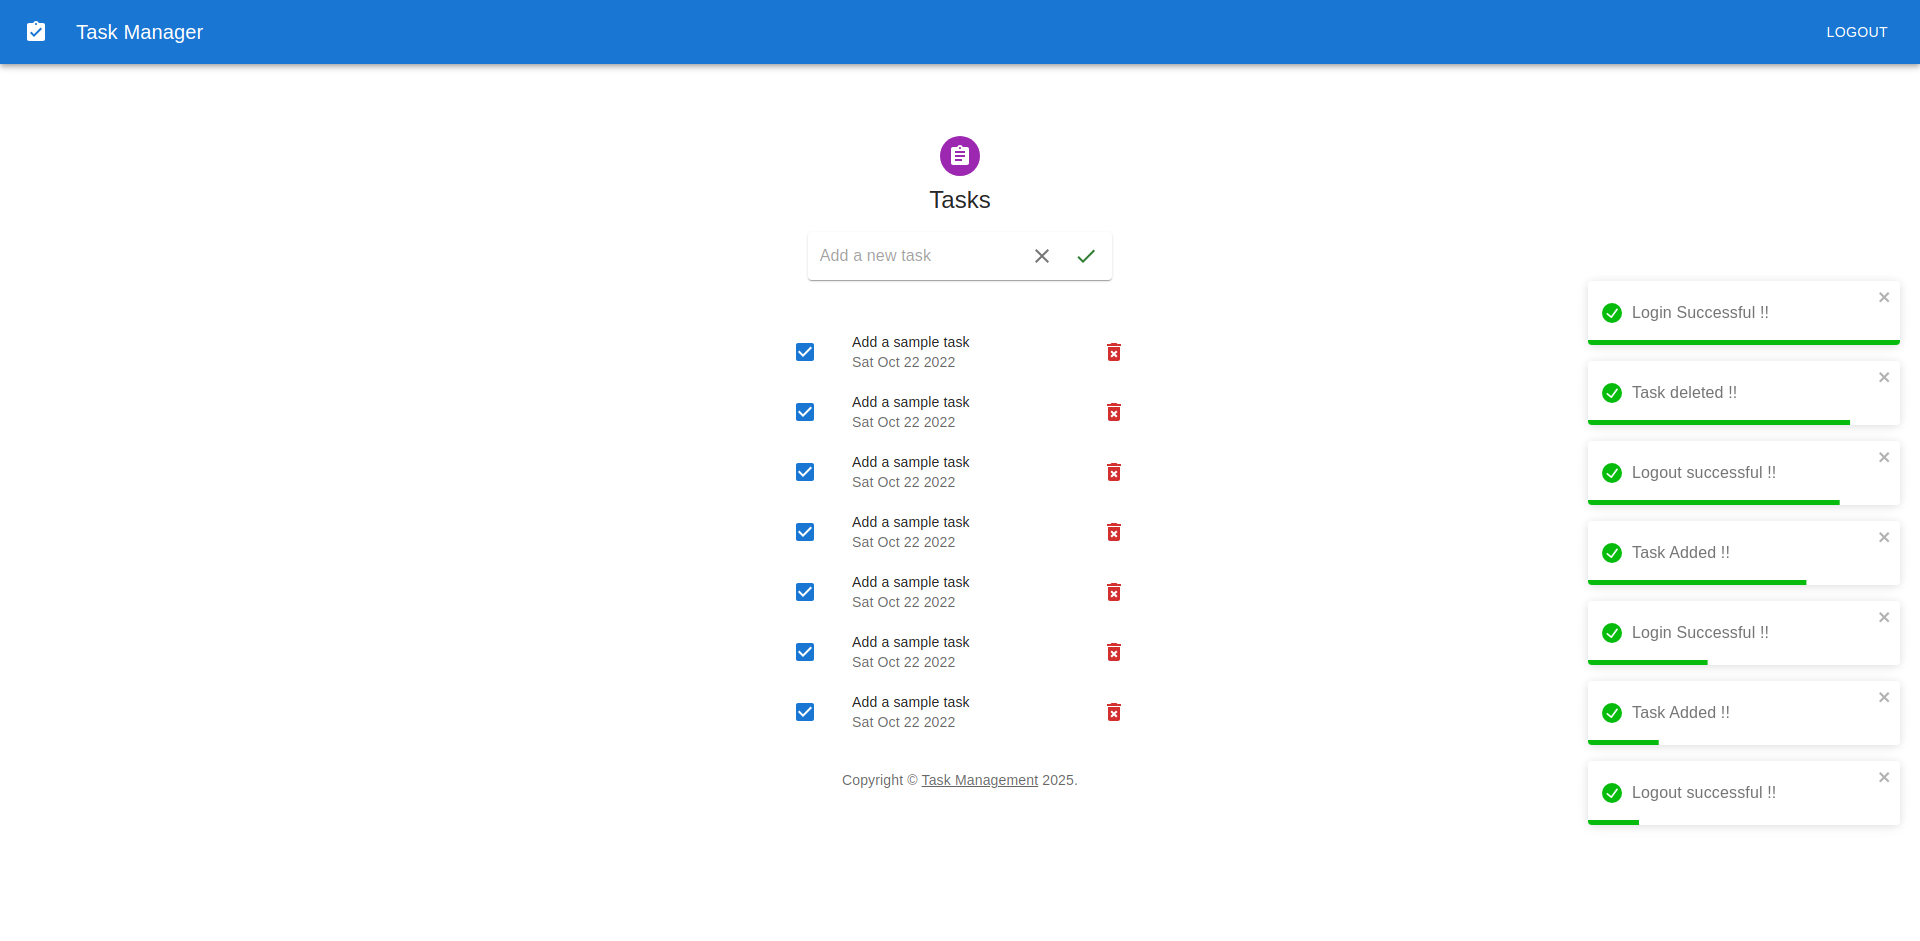 Task Manager
LOGOUT
Tasks
Add a new task
Add a sample task
Sat Oct 22 2022
Add a sample task
Sat Oct 22 2022
Add a sample task
Sat Oct 22 2022
Add a sample task
Sat Oct 22 2022
Add a sample task
Sat Oct 22 2022
Add a sample task
Sat Oct 22 2022
Add a sample task
Sat Oct 22 2022
Copyright © Task Management 2025.
Login Successful !!
Task deleted !!
Logout successful !!
Task Added !!
Login Successful !!
Task Added !!
Logout successful !!